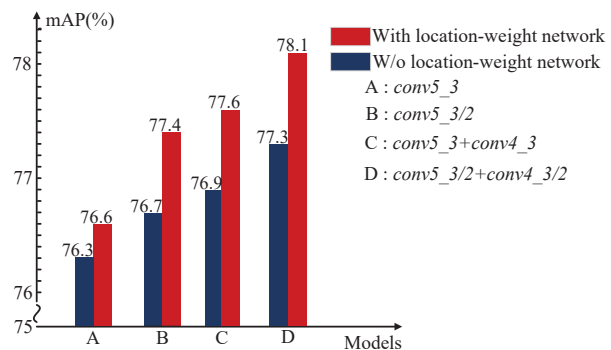 mAP(%)
With location-weight network
W/o location-weight network
A : conv5_3
B : conv5_3/2
C : conv5_3+conv4_3
D : conv5_3/2+conv4_3/2
78
77
76
75
76.3
76.6
76.7
77.4
76.9
77.6
77.3
78.1
A
B
C
D
Models